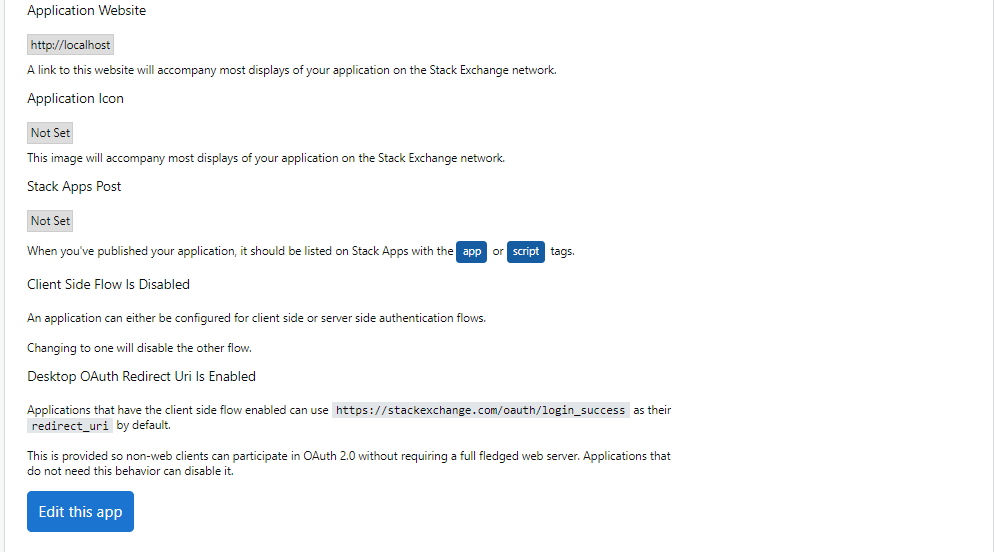 Application Website
http://localhost
A link to this website will accompany most displays of your application on the Stack Exchange network.
Application Icon
Not Set
This image will accompany most displays of your application on the Stack Exchange network.
Stack Apps Post
Not Set
When you've published your application, it should be listed on Stack Apps with the app or script tags.
Client Side Flow Is Disabled
An application can either be configured for client side or server side authentication flows.
Changing to one will disable the other flow.
Desktop OAuth Redirect Uri Is Enabled
Applications that have the client side flow enabled can use https://stackexchange.com/oauth/login_success as their
redirect_uri by default.
This is provided so non-web clients can participate in OAuth 2.0 without requiring a full fledged web server. Applications that
do not need this behavior can disable it.
Edit this app